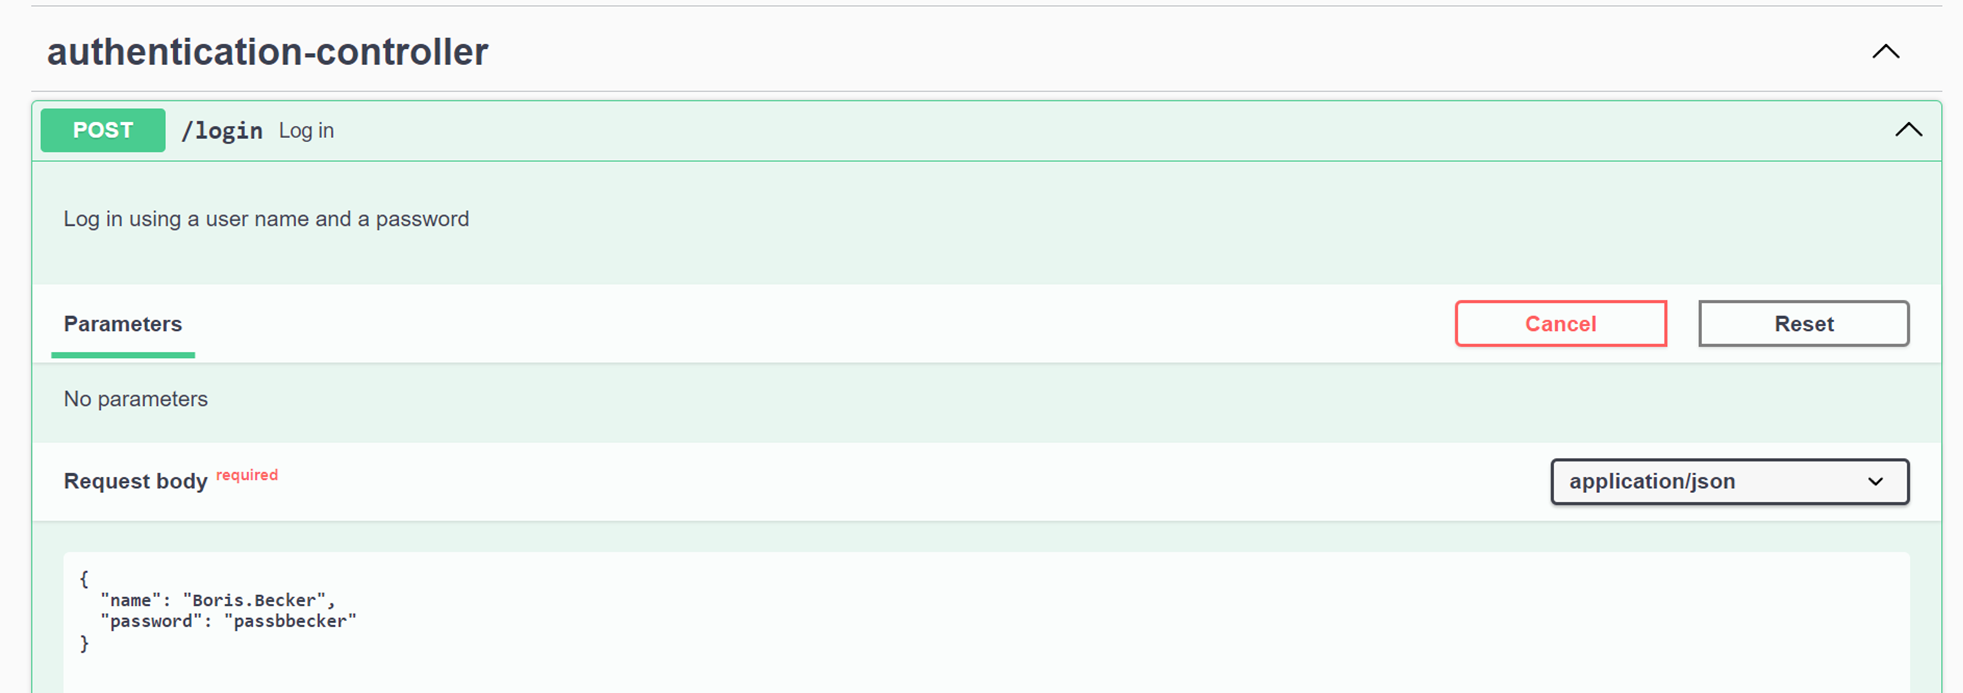 authentication-controller
POST /login Log in
Log in using a user name and a password
Parameters Cancel Reset
No parameters
Request body required application/json
{
  "name": "Boris.Becker",
  "password": "passbbecker"
}